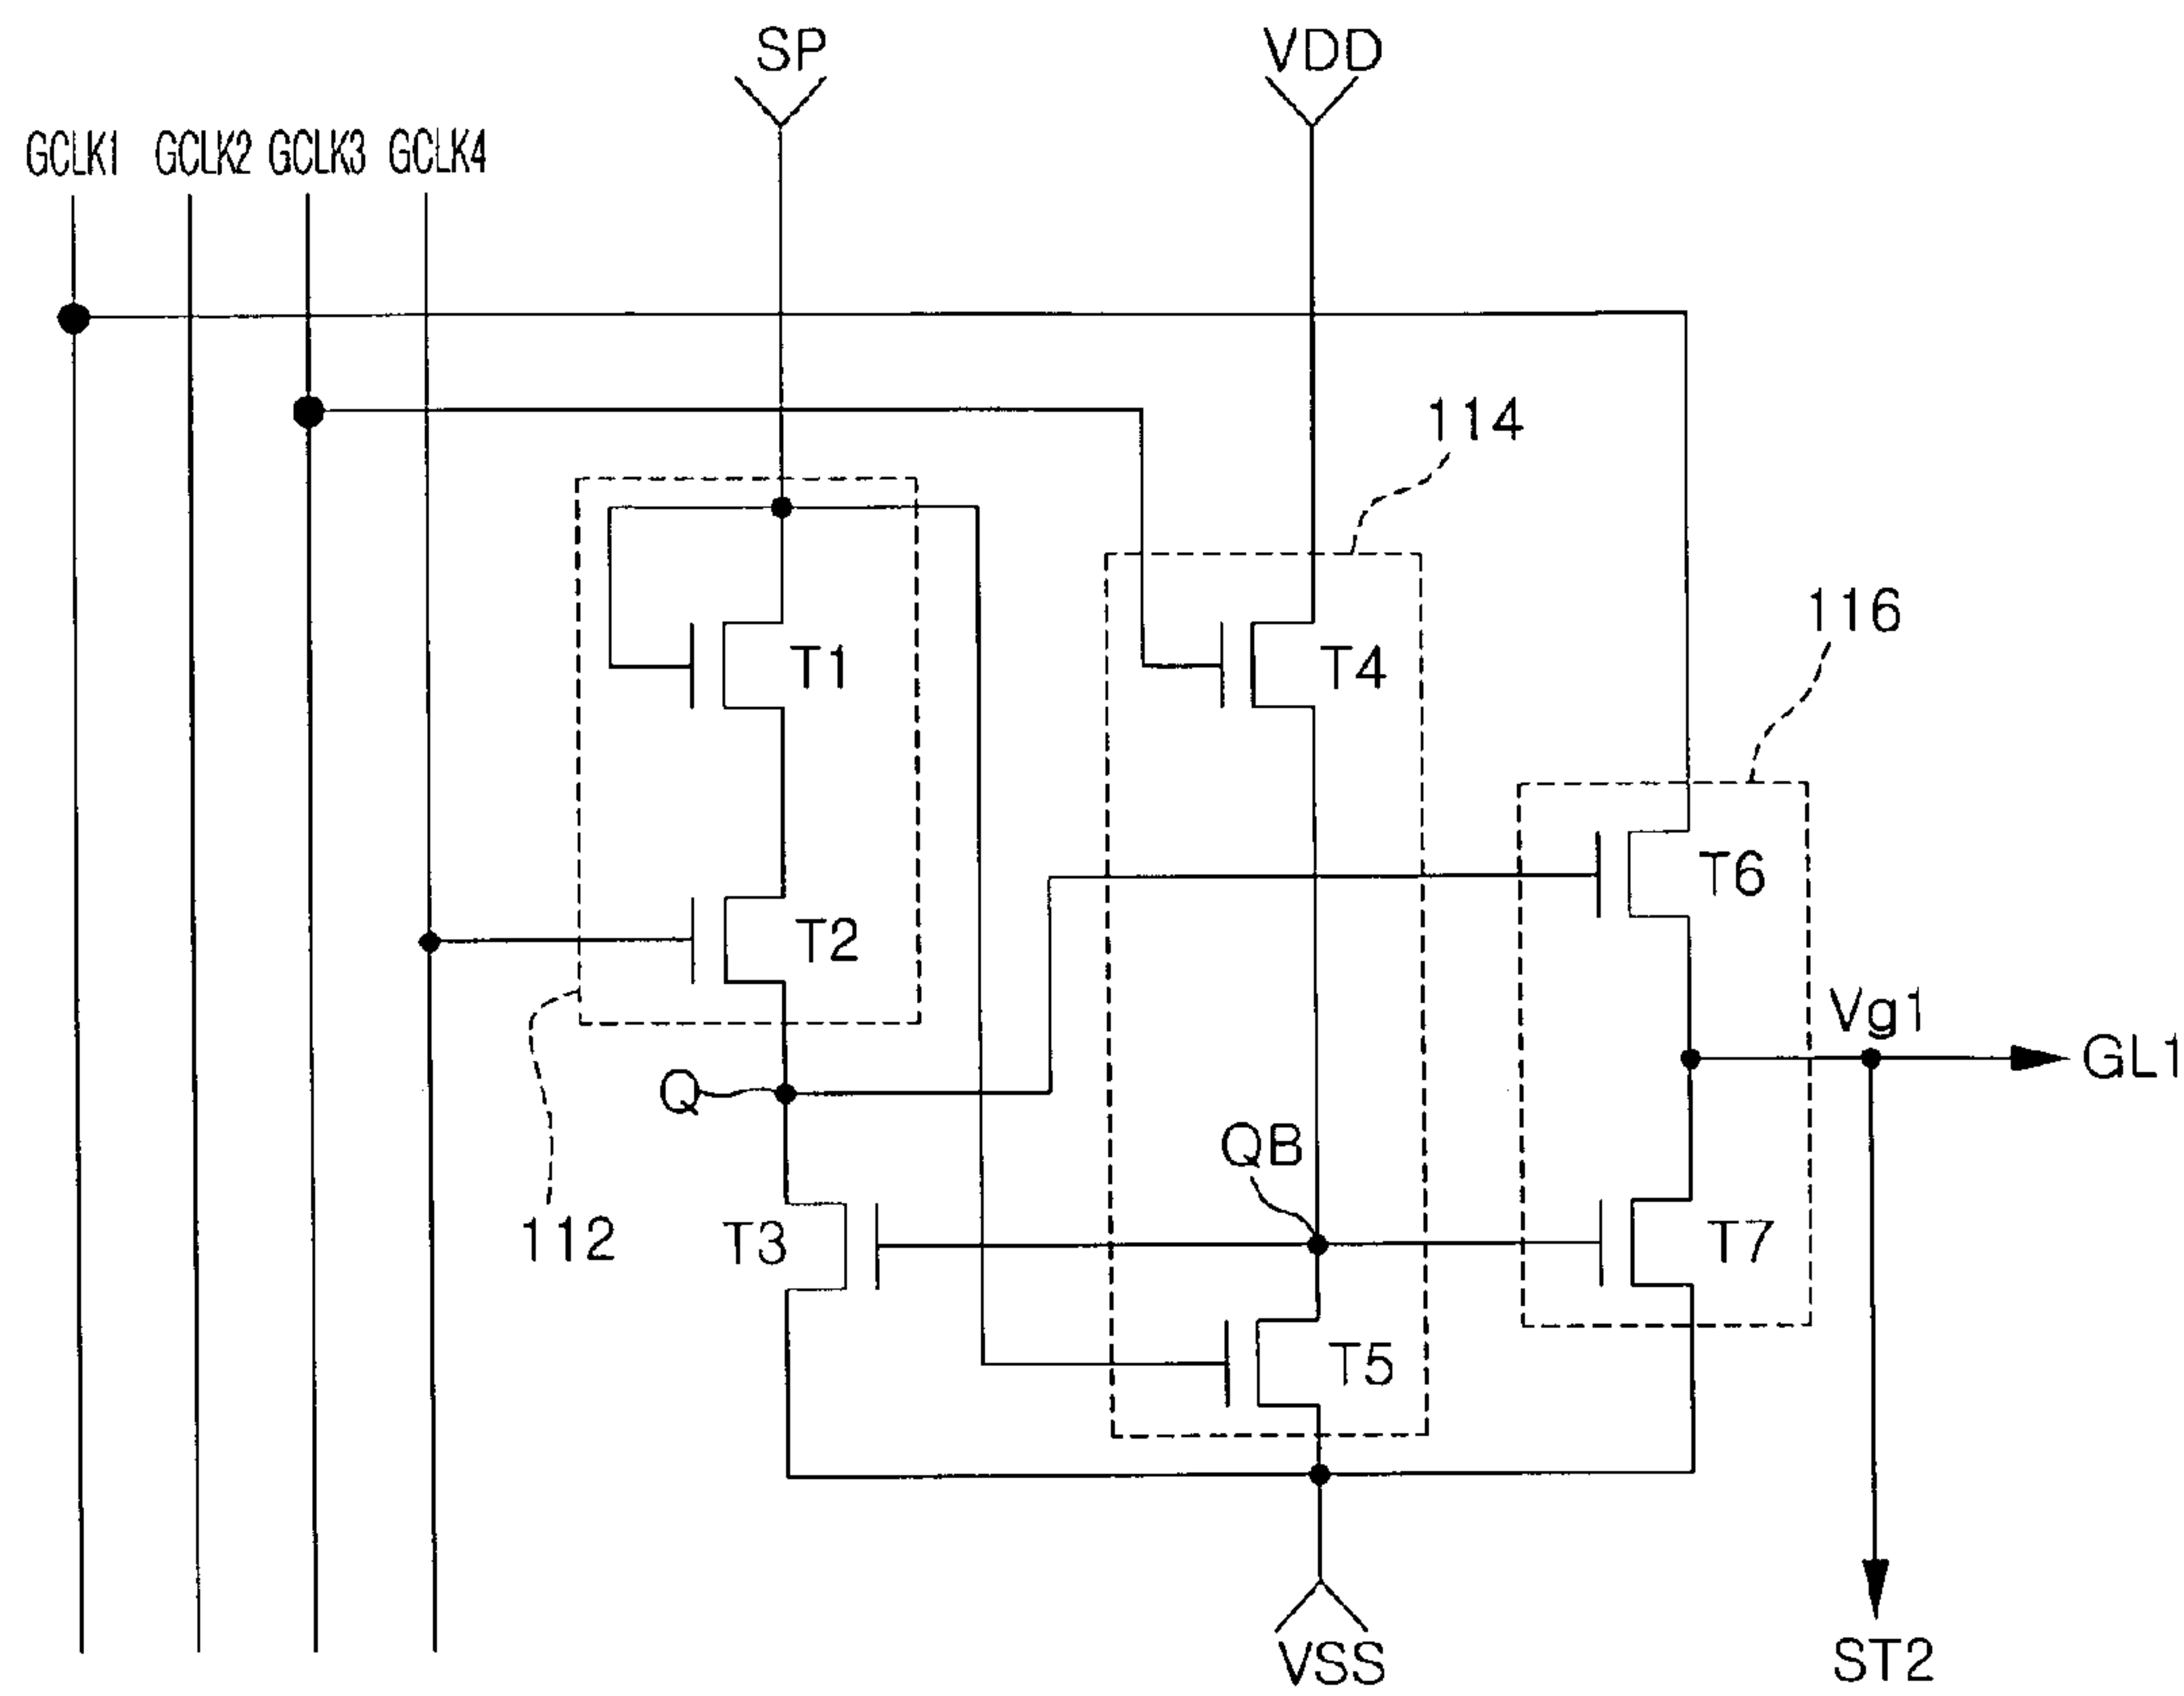 SP
VDD
GCLK1 GCLK2 GCLK3 GCLK4
114
116
T1
T4
T6
T2
Vg1
GL1
Q
QB
112
T3
T7
T5
VSS
ST2